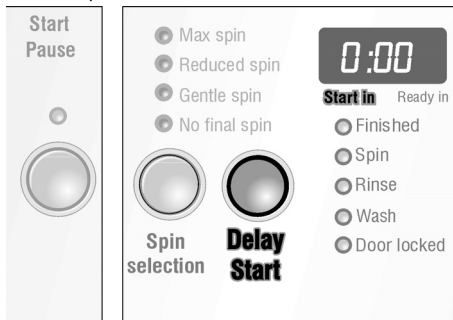 Start
Pause
Max spin
Reduced spin
Gentle spin
No final spin
Spin
selection
Delay
Start
0:00
Start in Ready in
Finished
Spin
Rinse
Wash
Door locked